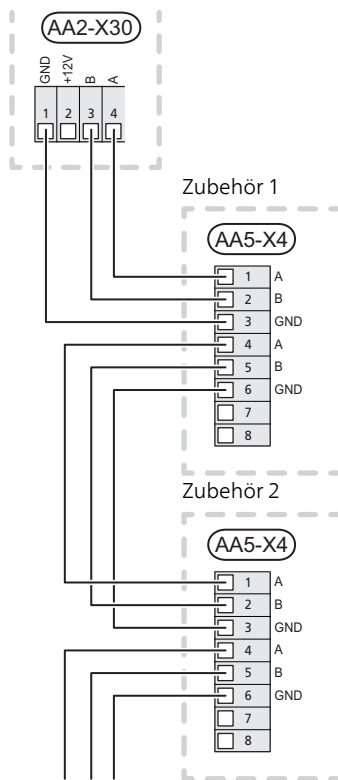 AA2-X30
GND +12V B A
1 2 3 4
Zubehör 1
AA5-X4
1 A
2 B
3 GND
4 A
5 B
6 GND
7
8
Zubehör 2
AA5-X4
1 A
2 B
3 GND
4 A
5 B
6 GND
7
8